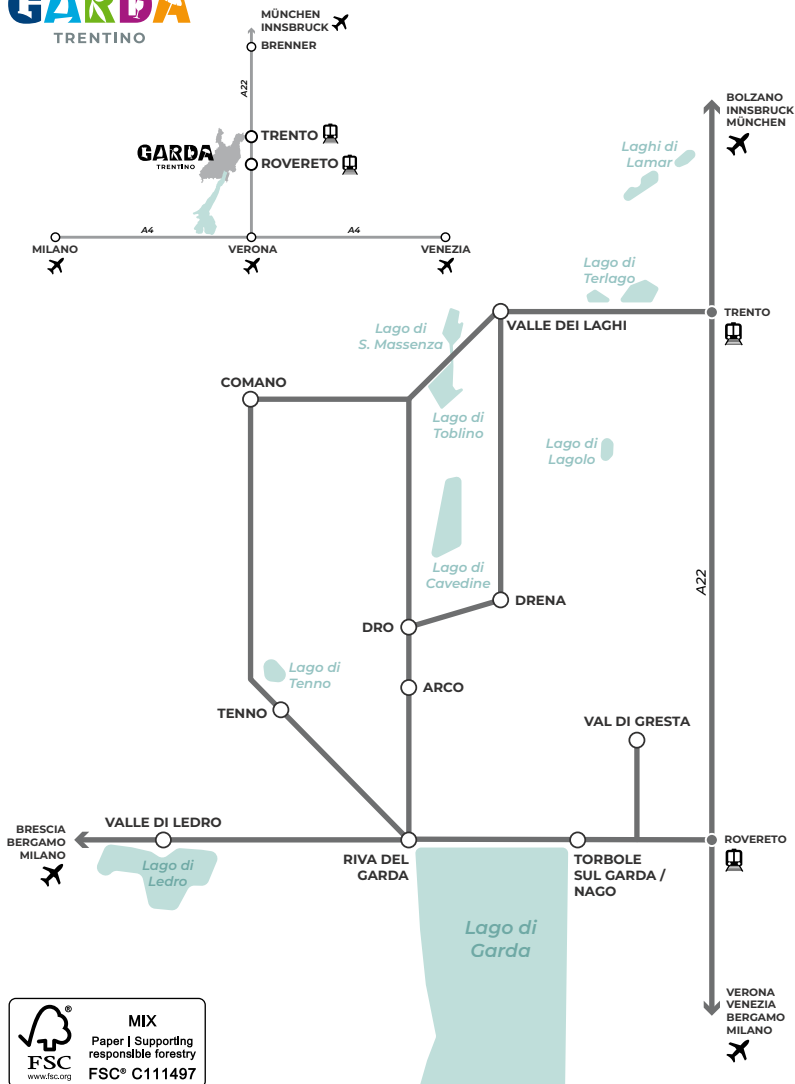 GARDA
TRENTINO
MÜNCHEN
INNSBRUCK
BRENNER
A22
TRENTO
GARDA
TRENTINO
ROVERETO
A4
A4
MILANO
VERONA
VENEZIA
BOLZANO
INNSBRUCK
MÜNCHEN
Laghi di
Lamar
Lago di
Terlago
TRENTO
VALLE DEI LAGHI
Lago di
S. Massenza
COMANO
Lago di
Toblino
Lago di
Lagolo
Lago di
Cavedine
A22
DRENA
DRO
Lago di
Tenno
ARCO
TENNO
VAL DI GRESTA
VALLE DI LEDRO
BRESCIA
BERGAMO
MILANO
Lago di
Ledro
RIVA DEL
GARDA
TORBOLE
SUL GARDA /
NAGO
ROVERETO
Lago di
Garda
VERONA
VENEZIA
BERGAMO
MILANO
®
FSC
www.fsc.org
MIX
Paper | Supporting
responsible forestry
FSC® C111497